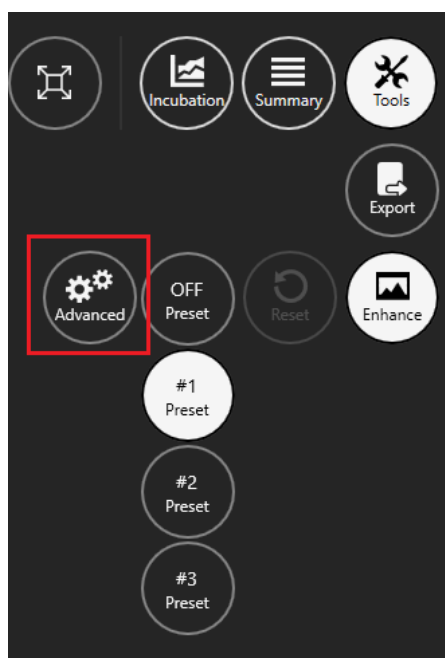 Incubation
Summary
Tools
Export
Advanced
OFF
Preset
Reset
Enhance
#1
Preset
#2
Preset
#3
Preset